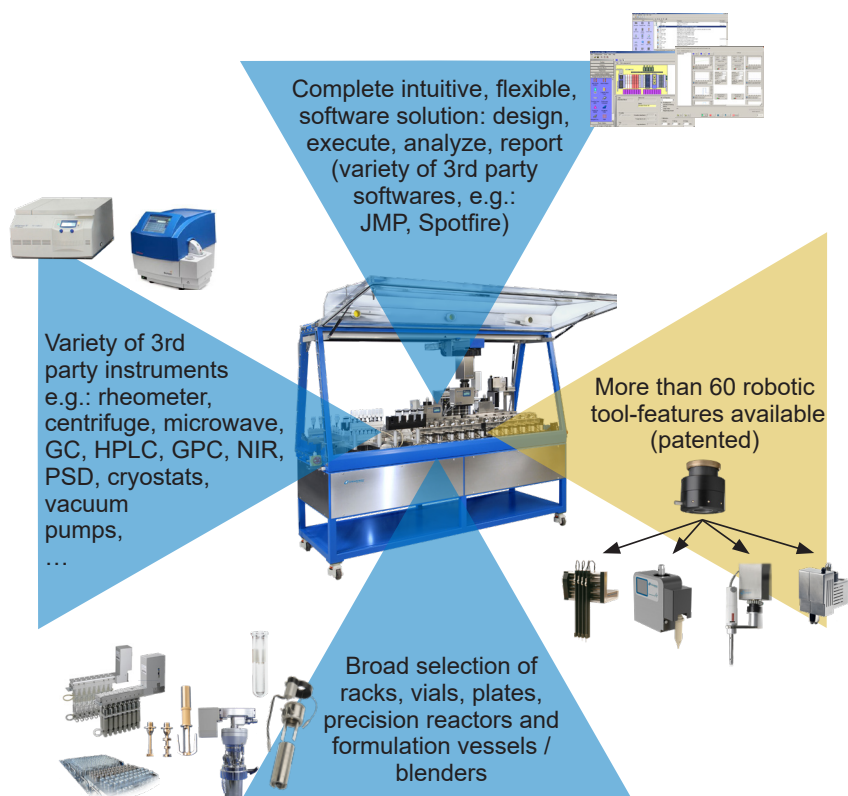 Complete intuitive, flexible,
software solution: design,
execute, analyze, report
(variety of 3rd party
softwares, e.g.:
JMP, Spotfire)
Variety of 3rd
party instruments
e.g.: rheometer,
centrifuge, microwave,
GC, HPLC, GPC, NIR,
PSD, cryostats,
vacuum
pumps,
…
More than 60 robotic
tool-features available
(patented)
Broad selection of
racks, vials, plates,
precision reactors and
formulation vessels /
blenders